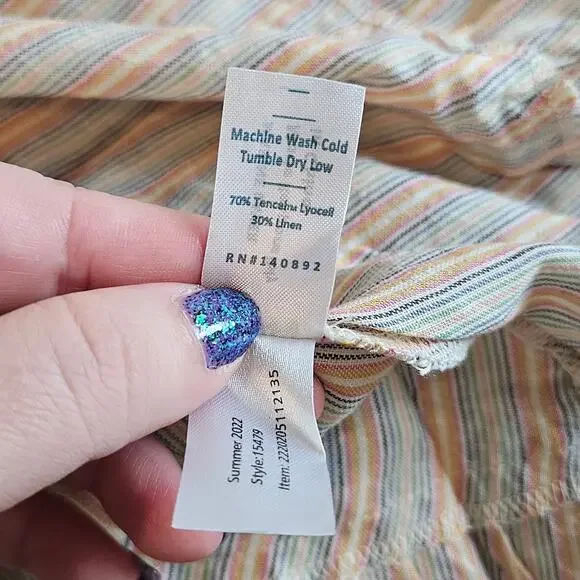 Machine Wash Cold
Tumble Dry Low
70% Tencel™ Lyocell
30% Linen
RN#140892
Summer 2022
Style:15479
Item: 2220205112135